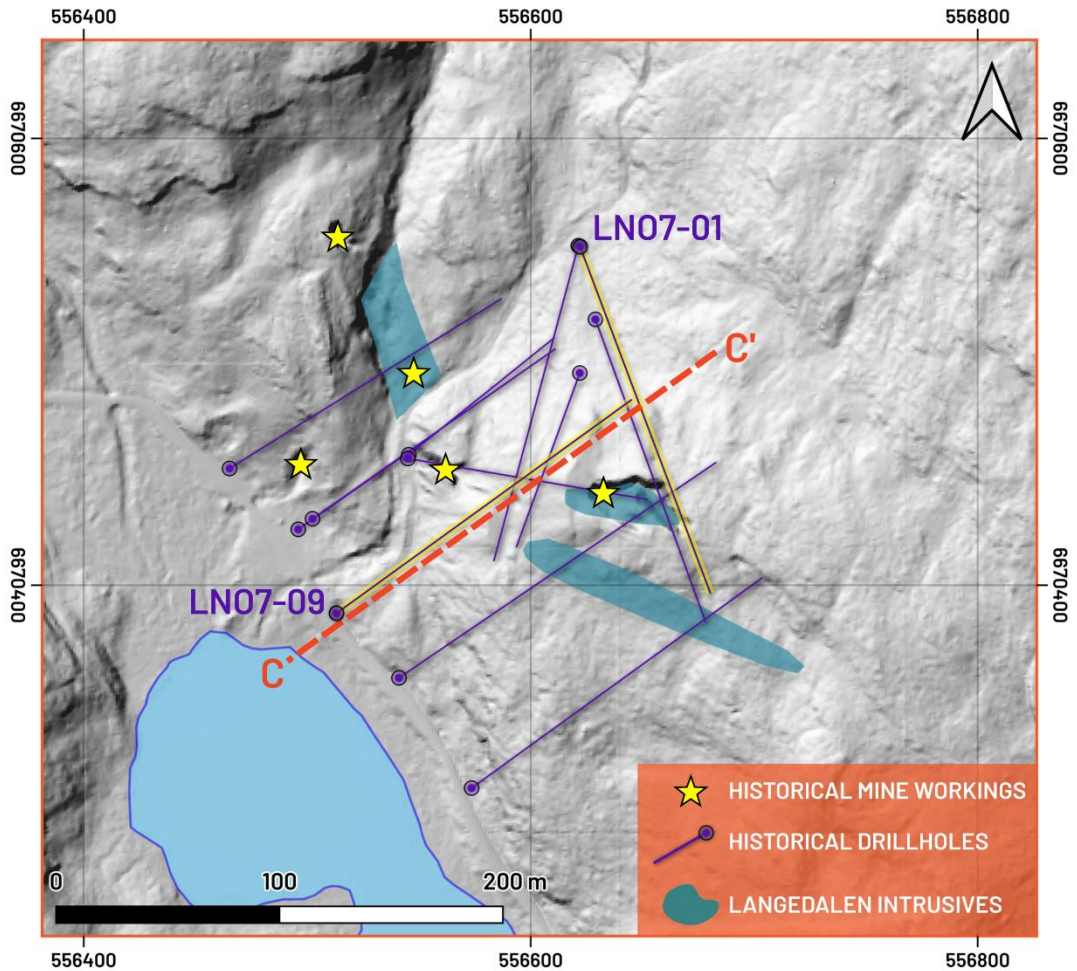 556400 556600 556800
6670600 6670600
LN07-01
C'
6670400 6670400
LN07-09
C
HISTORICAL MINE WORKINGS
HISTORICAL DRILLHOLES
LANGEDALEN INTRUSIVES
0 100 200 m
556400 556600 556800